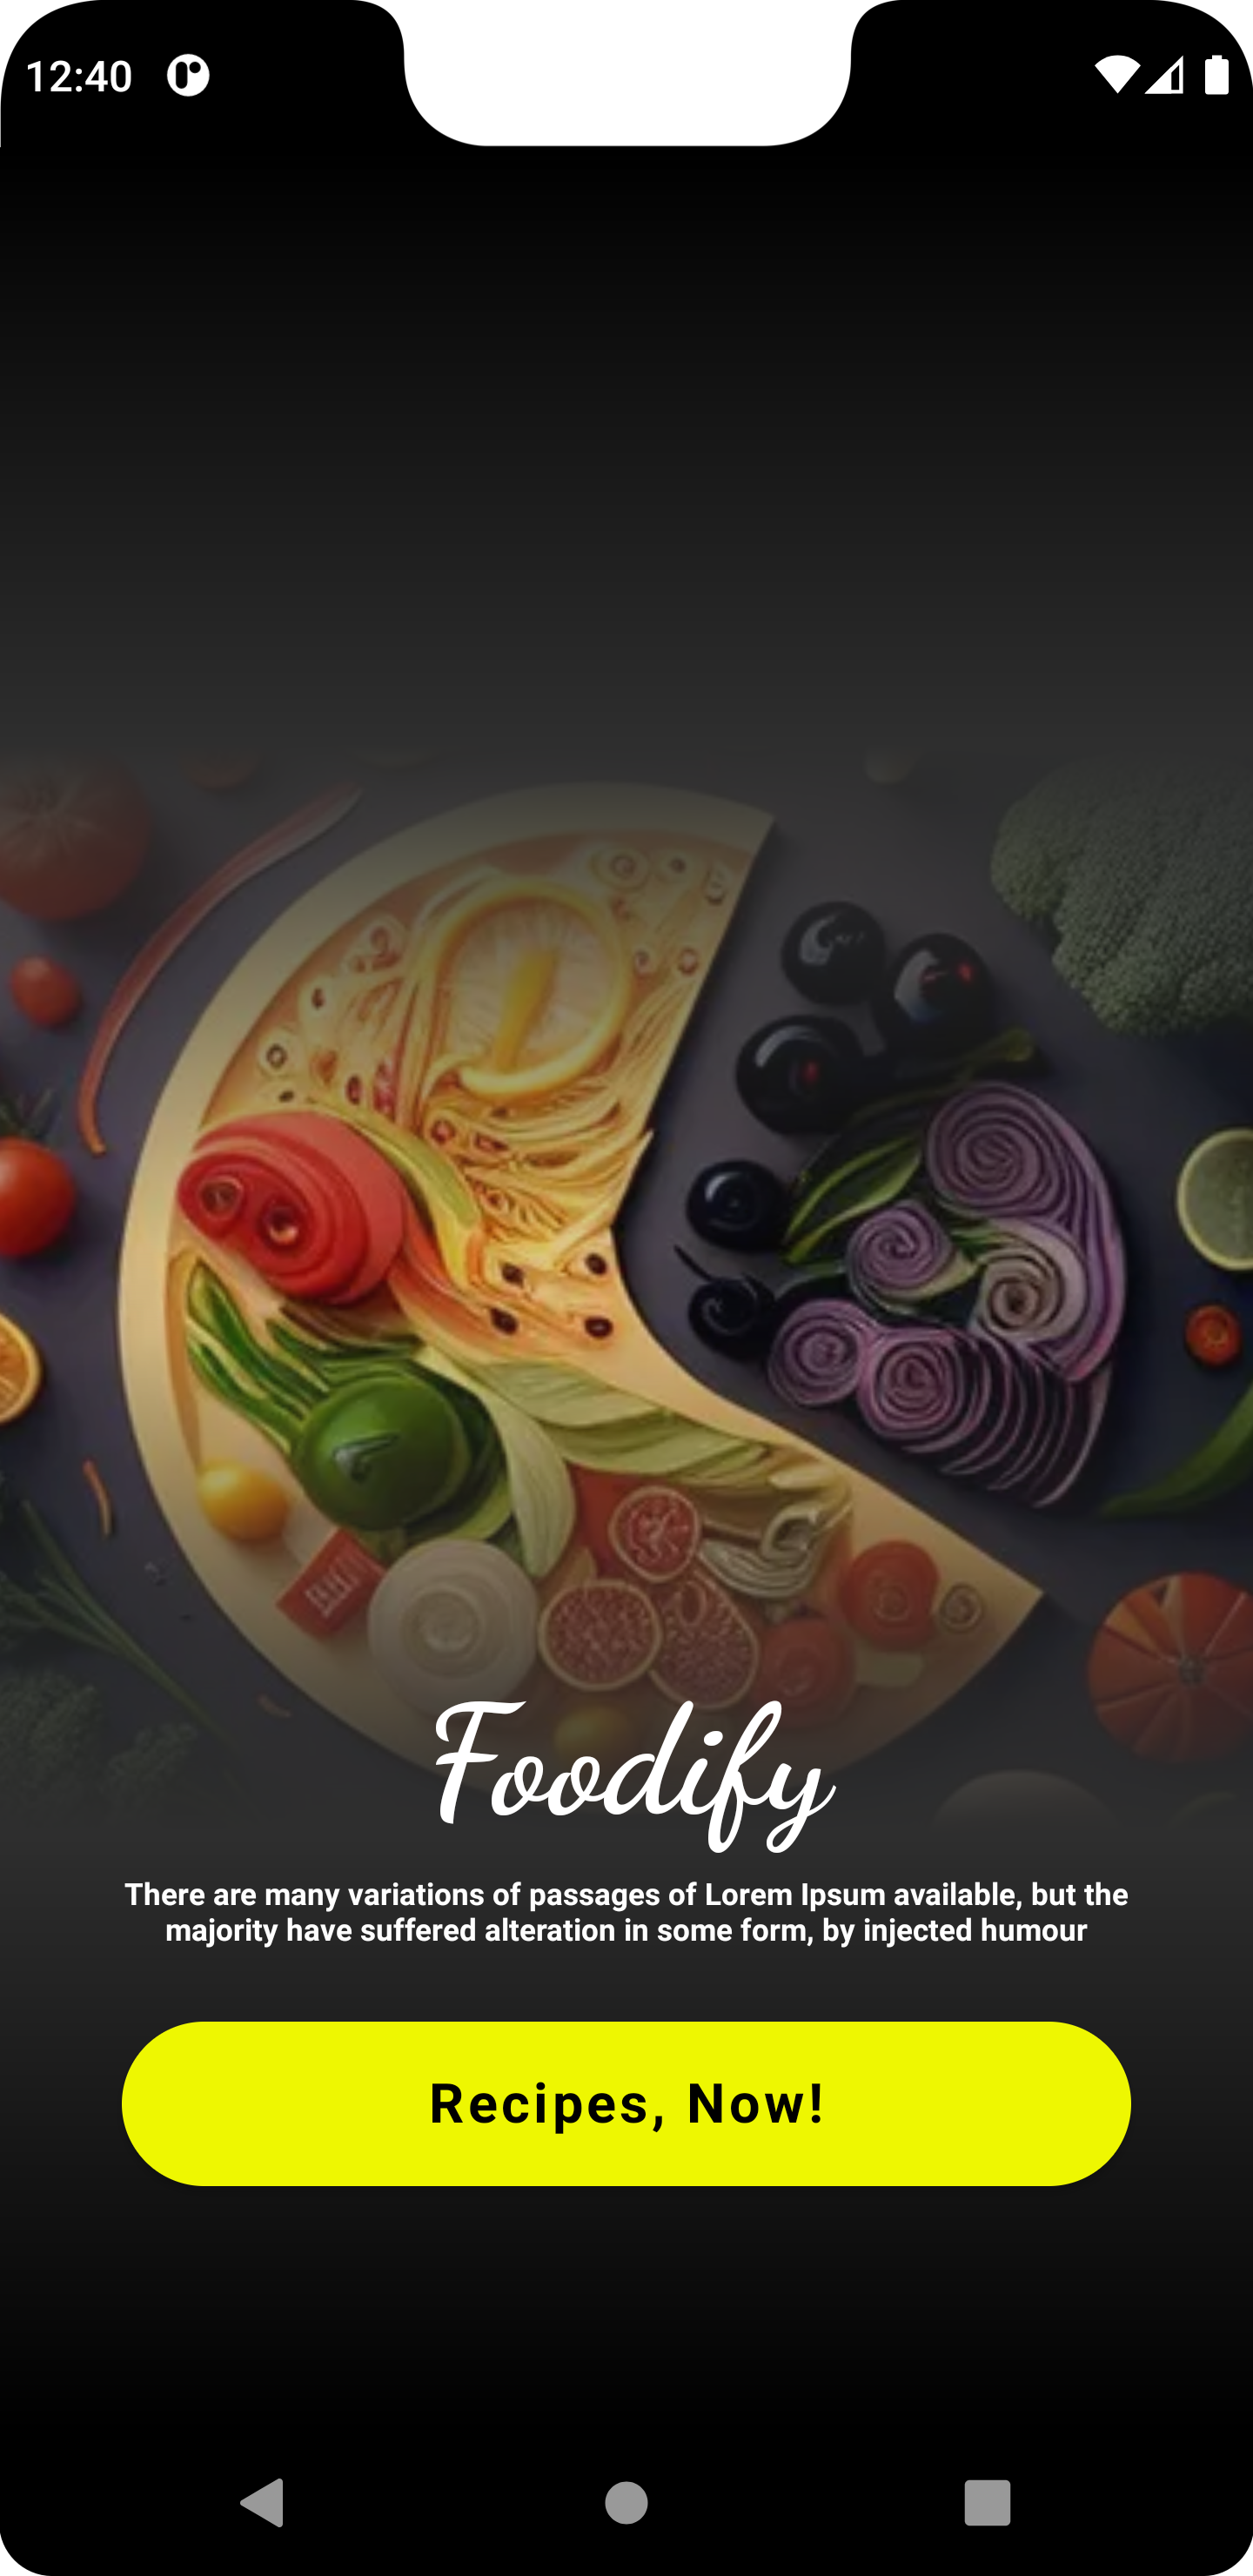 12:40
Foodify
There are many variations of passages of Lorem Ipsum available, but the
majority have suffered alteration in some form, by injected humour
Recipes, Now!